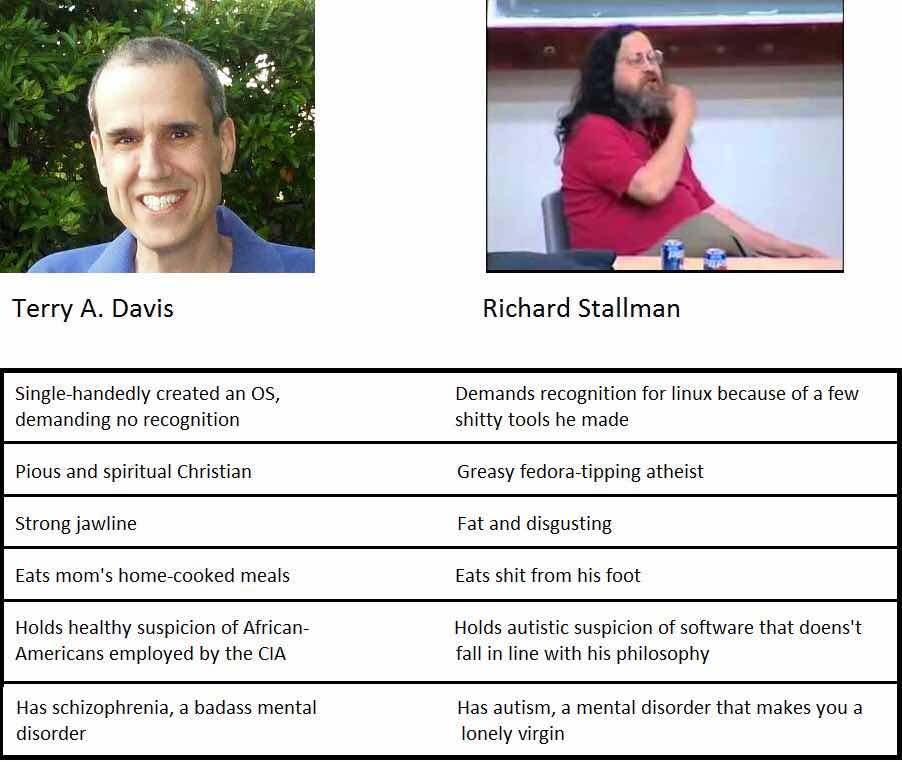 Terry A. Davis
Richard Stallman
Single-handedly created an OS,
demanding no recognition
Demands recognition for linux because of a few
shitty tools he made
Pious and spiritual Christian
Greasy fedora-tipping atheist
Strong jawline
Fat and disgusting
Eats mom's home-cooked meals
Eats shit from his foot
Holds healthy suspicion of African-
Americans employed by the CIA
Holds autistic suspicion of software that doens't
fall in line with his philosophy
Has schizophrenia, a badass mental
disorder
Has autism, a mental disorder that makes you a
lonely virgin